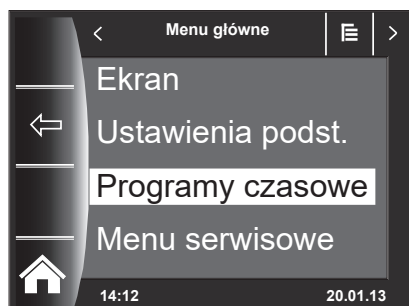 Menu główne
Ekran
Ustawienia podst.
Programy czasowe
Menu serwisowe
14:12 20.01.13